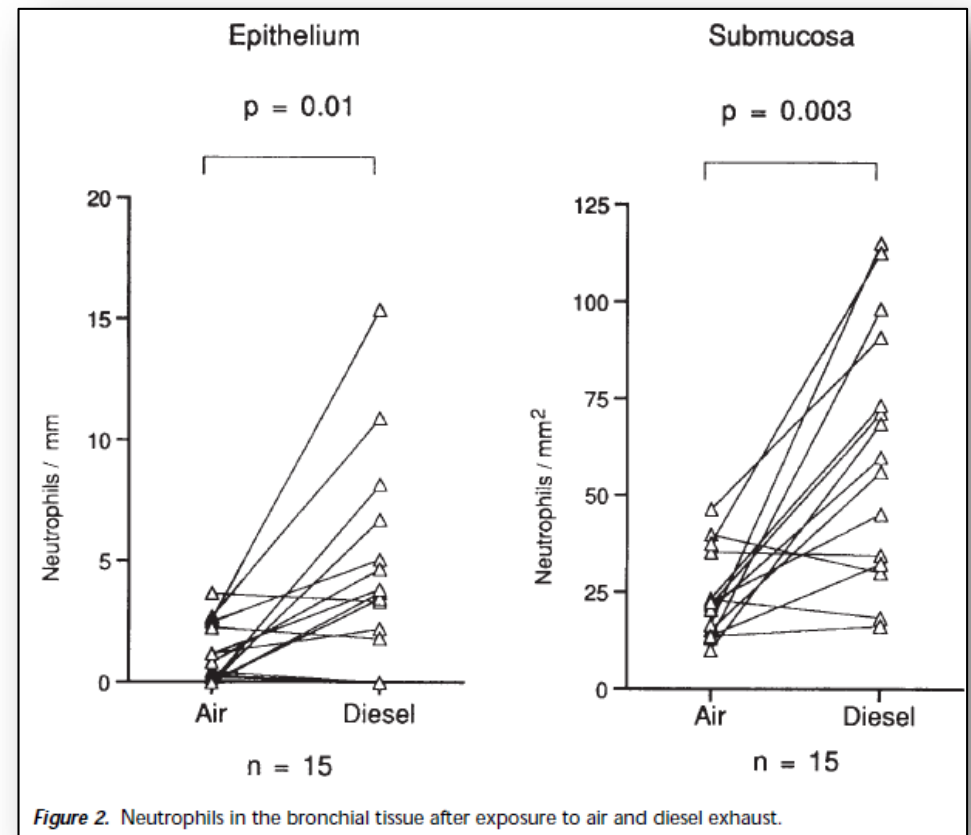 Epithelium
p = 0.01
20
15
10
5
0
Neutrophils / mm
Air Diesel
n = 15
Submucosa
p = 0.003
125
100
75
50
25
0
Neutrophils / mm²
Air Diesel
n = 15
Figure 2. Neutrophils in the bronchial tissue after exposure to air and diesel exhaust.